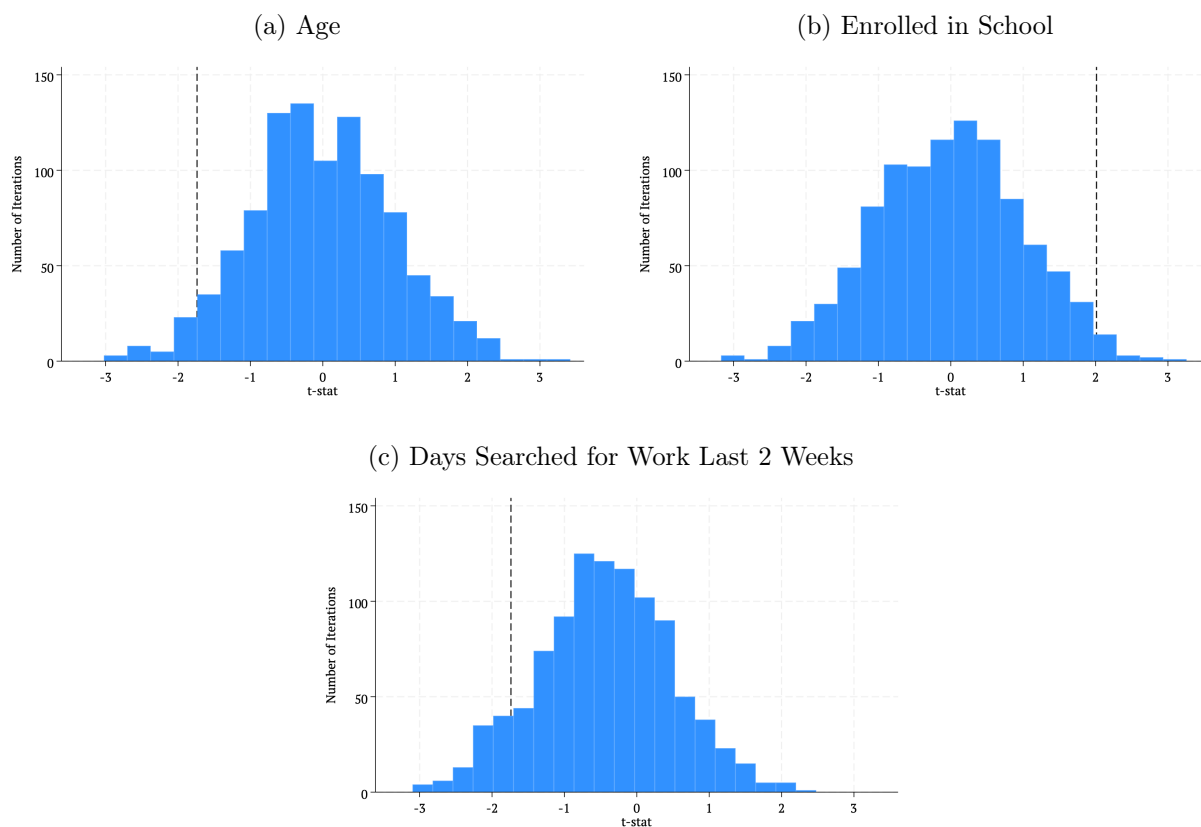 (a) Age
150
100
50
0
Number of Iterations
-3 -2 -1 0 1 2 3
t-stat
(b) Enrolled in School
150
100
50
0
Number of Iterations
-3 -2 -1 0 1 2 3
t-stat
(c) Days Searched for Work Last 2 Weeks
150
100
50
0
Number of Iterations
-3 -2 -1 0 1 2 3
t-stat